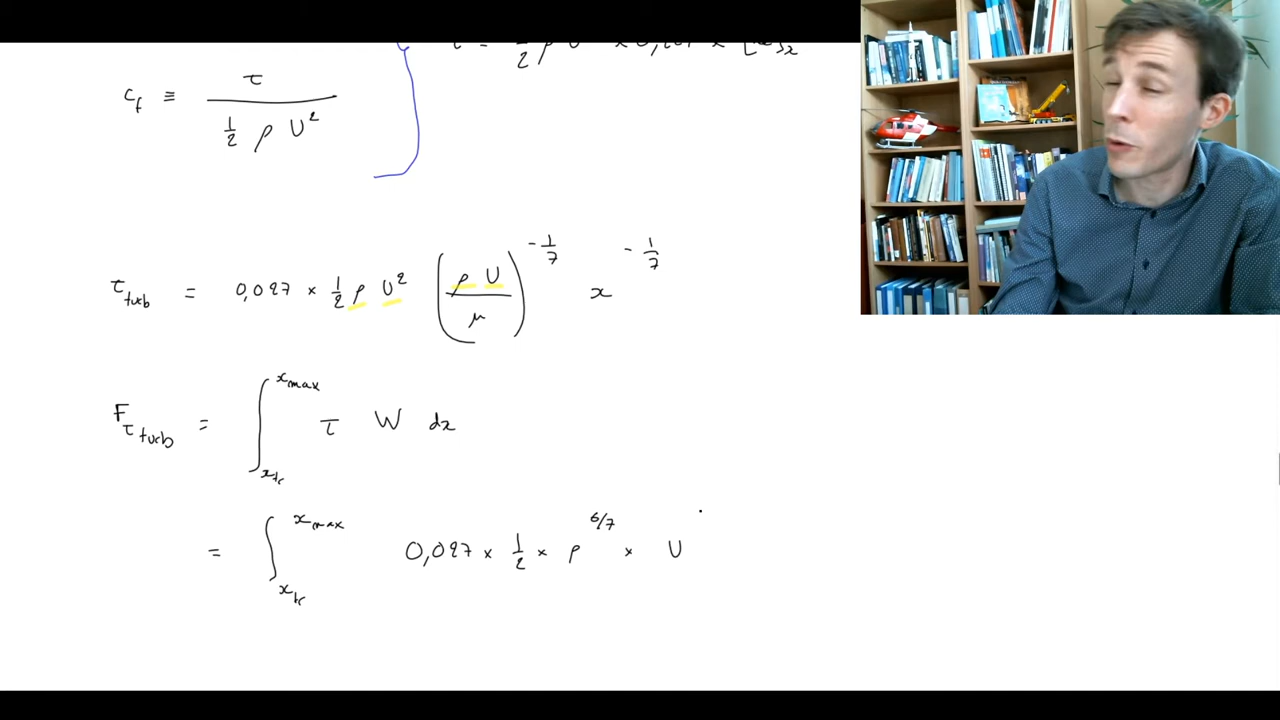 c_f ≡ τ / (½ ρ U²)
τ_turb = 0,027 × ½ ρ U² (ρ U / μ)^(-1/7) x^(-1/7)
F_τ turb = ∫_{x_tr}^{x_max} τ W dx
= ∫_{x_tr}^{x_max} 0,027 × ½ × ρ^(6/7) × U